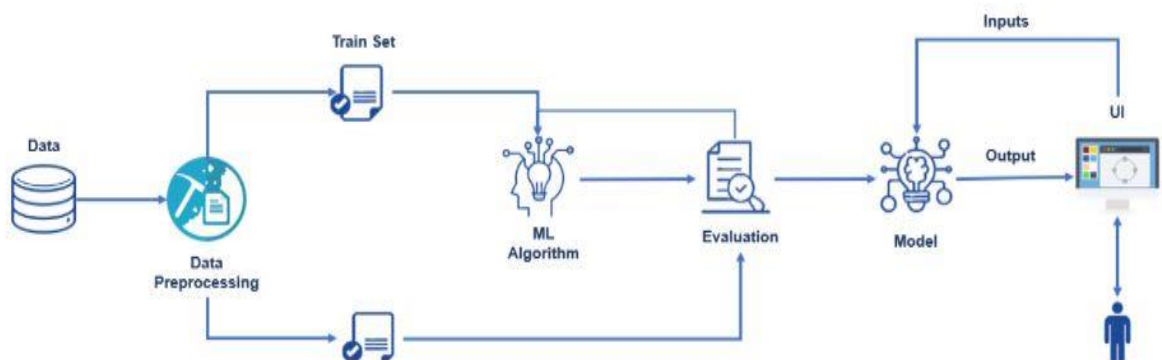 Inputs
Train Set
UI
Data
Output
ML
Algorithm
Evaluation
Model
Data
Preprocessing